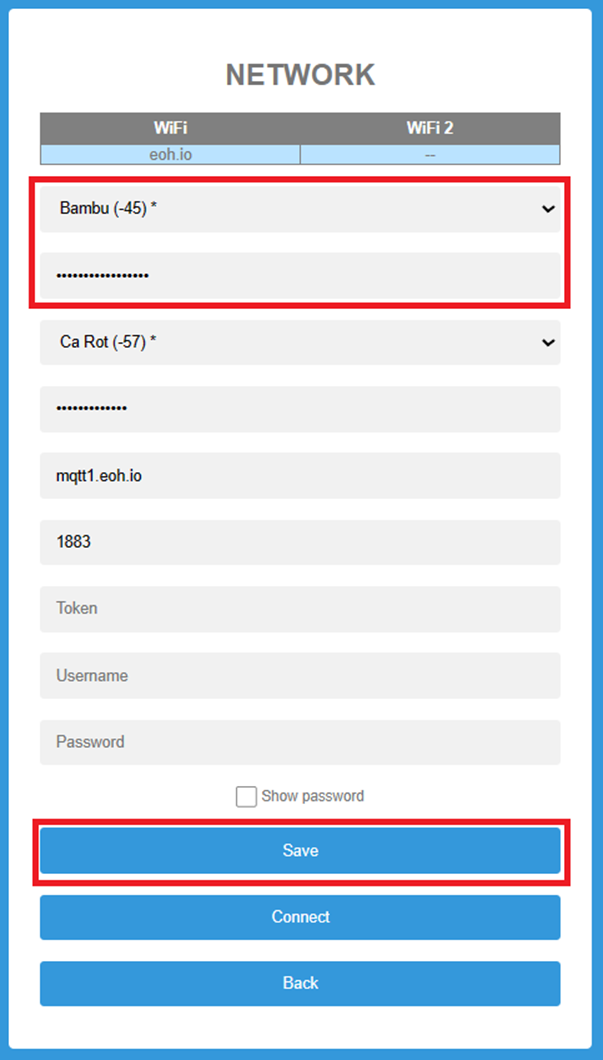 NETWORK
WiFi WiFi 2
eoh.io --
Bambu (-45) *
•••••••••••••••••
Ca Rot (-57) *
•••••••••••••
mqtt1.eoh.io
1883
Token
Username
Password
Show password
Save
Connect
Back